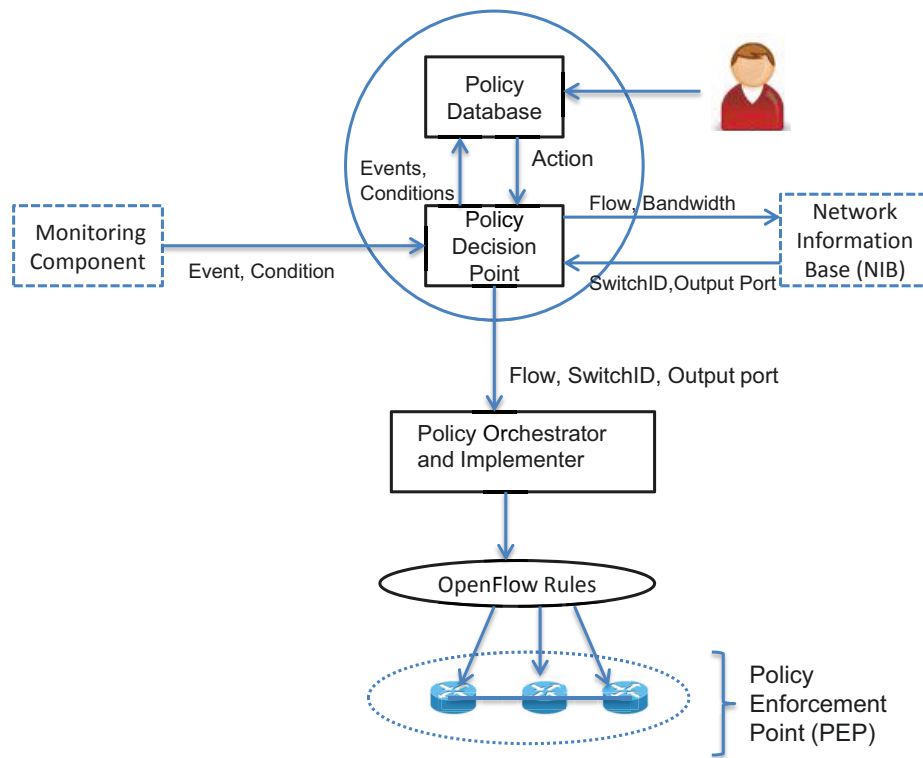 Policy
Database
Events,
Conditions
Action
Monitoring
Component
Event, Condition
Policy
Decision
Point
Flow, Bandwidth
SwitchID,Output Port
Network
Information
Base (NIB)
Flow, SwitchID, Output port
Policy Orchestrator
and Implementer
OpenFlow Rules
Policy
Enforcement
Point (PEP)